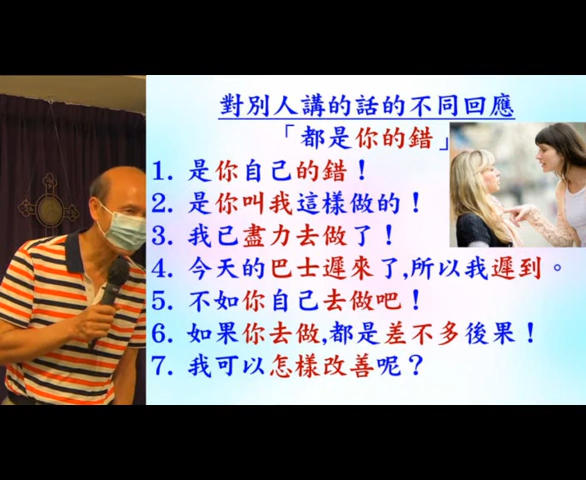 對別人講的話的不同回應
「都是你的錯」
1. 是你自己的錯！
2. 是你叫我這樣做的！
3. 我已盡力去做了！
4. 今天的巴士遲來了,所以我遲到。
5. 不如你自己去做吧！
6. 如果你去做,都是差不多後果！
7. 我可以怎樣改善呢？